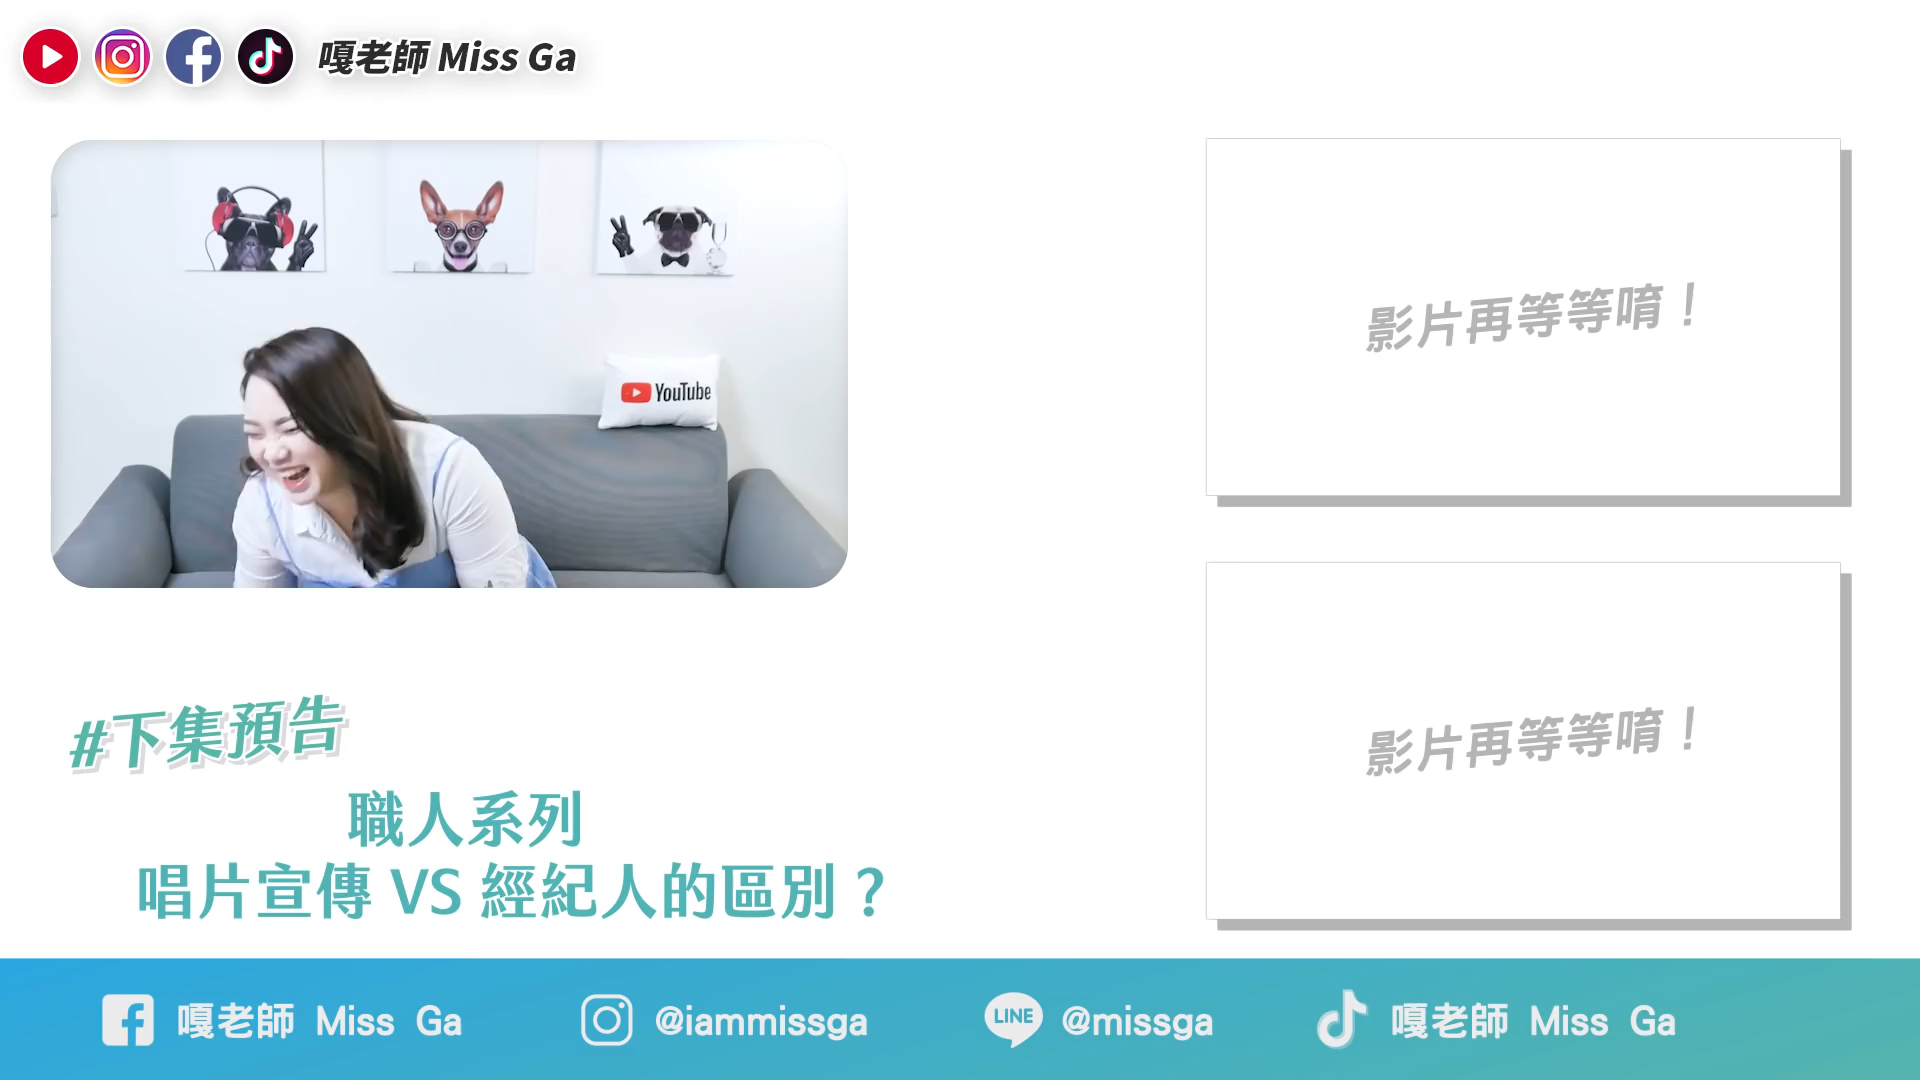 嘎老師 Miss Ga
YouTube
影片再等等唷！
影片再等等唷！
#下集預告
職人系列
唱片宣傳 VS 經紀人的區別？
嘎老師 Miss Ga
@iammissga
LINE
@missga
嘎老師 Miss Ga